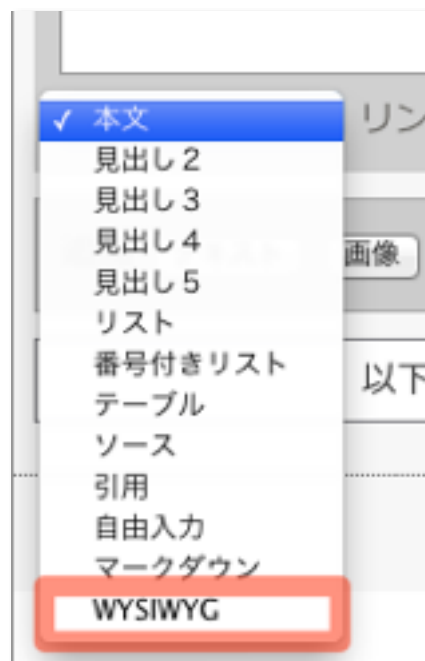 ✓ 本文
リン
見出し2
見出し3
見出し4
画像
見出し5
リスト
番号付きリスト
以下
テーブル
ソース
引用
自由入力
マークダウン
WYSIWYG